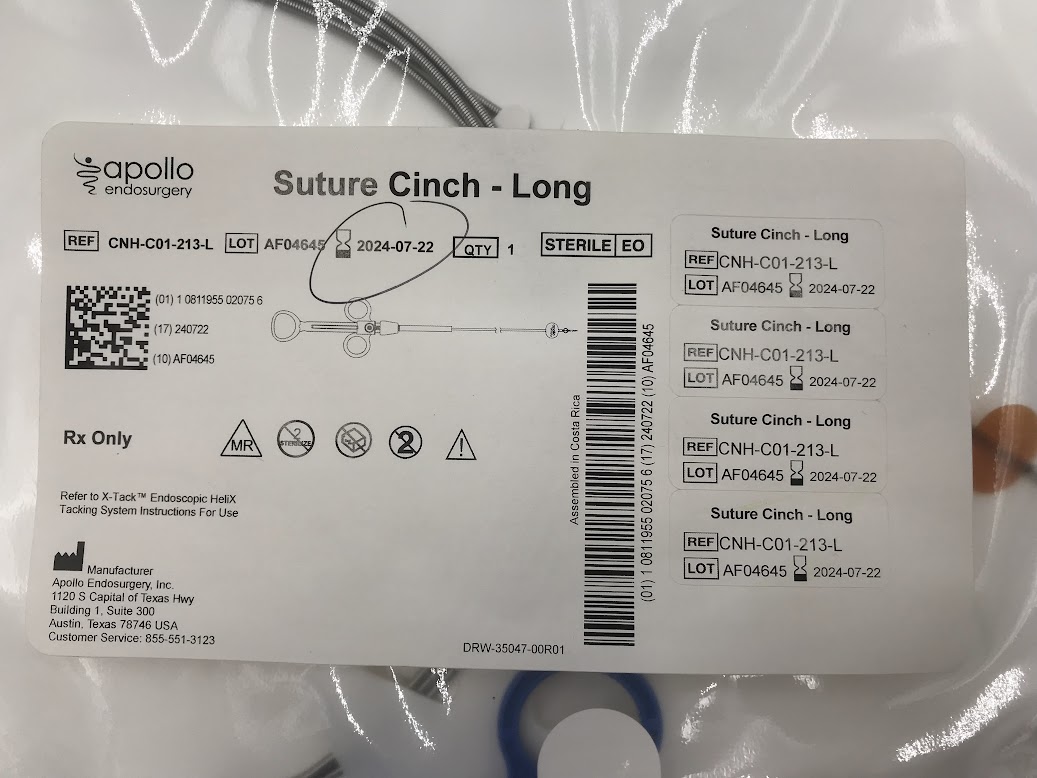 apollo
endosurgery
Suture Cinch - Long
REF CNH-C01-213-L LOT AF04645 2024-07-22 QTY 1 STERILE EO
(01) 1 0811955 02075 6
(17) 240722
(10) AF04645
Rx Only
MR
2
STERILIZE
2
Refer to X-Tack™ Endoscopic HeliX
Tacking System Instructions For Use
Manufacturer
Apollo Endosurgery, Inc.
1120 S Capital of Texas Hwy
Building 1, Suite 300
Austin, Texas 78746 USA
Customer Service: 855-551-3123
DRW-35047-00R01
Assembled in Costa Rica
(01) 1 0811955 02075 6 (17) 240722 (10) AF04645
Suture Cinch - Long
REF CNH-C01-213-L
LOT AF04645 2024-07-22
Suture Cinch - Long
REF CNH-C01-213-L
LOT AF04645 2024-07-22
Suture Cinch - Long
REF CNH-C01-213-L
LOT AF04645 2024-07-22
Suture Cinch - Long
REF CNH-C01-213-L
LOT AF04645 2024-07-22